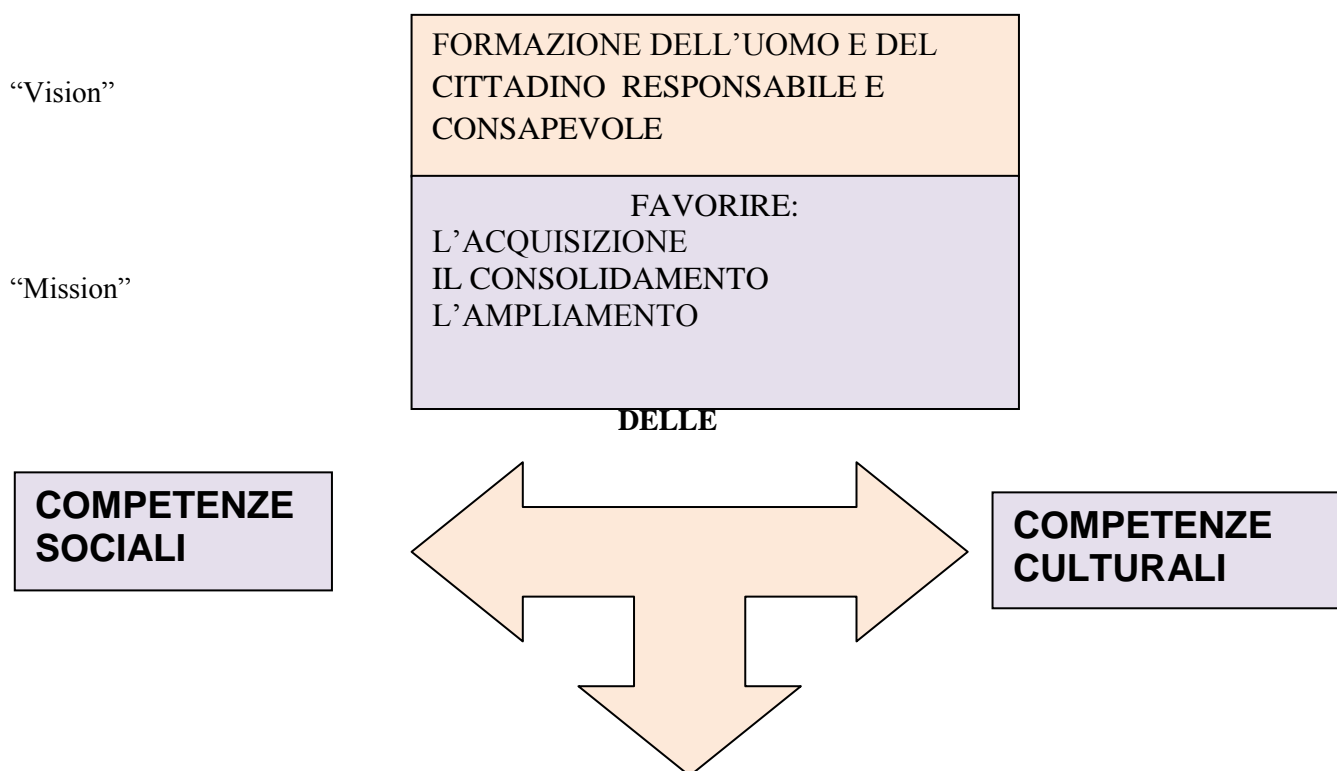 “Vision”
FORMAZIONE DELL’UOMO E DEL
CITTADINO RESPONSABILE E
CONSAPEVOLE
“Mission”
FAVORIRE:
L’ACQUISIZIONE
IL CONSOLIDAMENTO
L’AMPLIAMENTO
DELLE
COMPETENZE
SOCIALI
COMPETENZE
CULTURALI